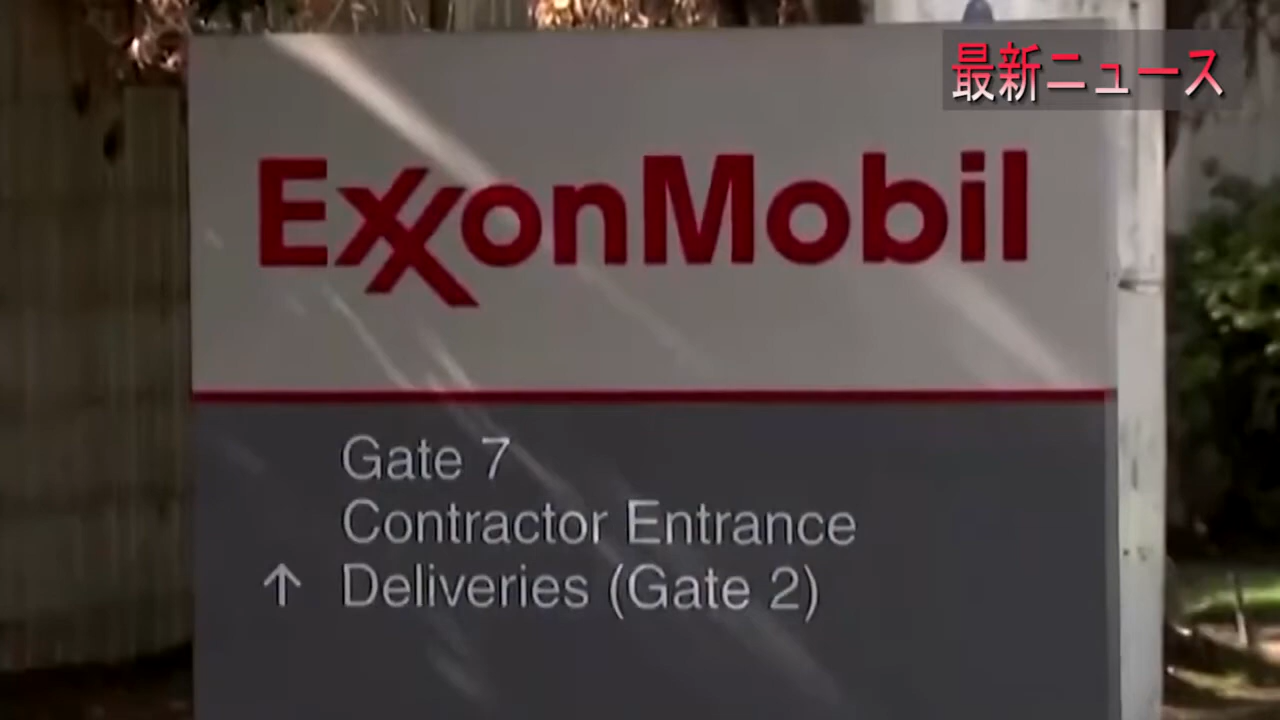 最新ニュース
ExxonMobil
Gate 7
Contractor Entrance
↑ Deliveries (Gate 2)